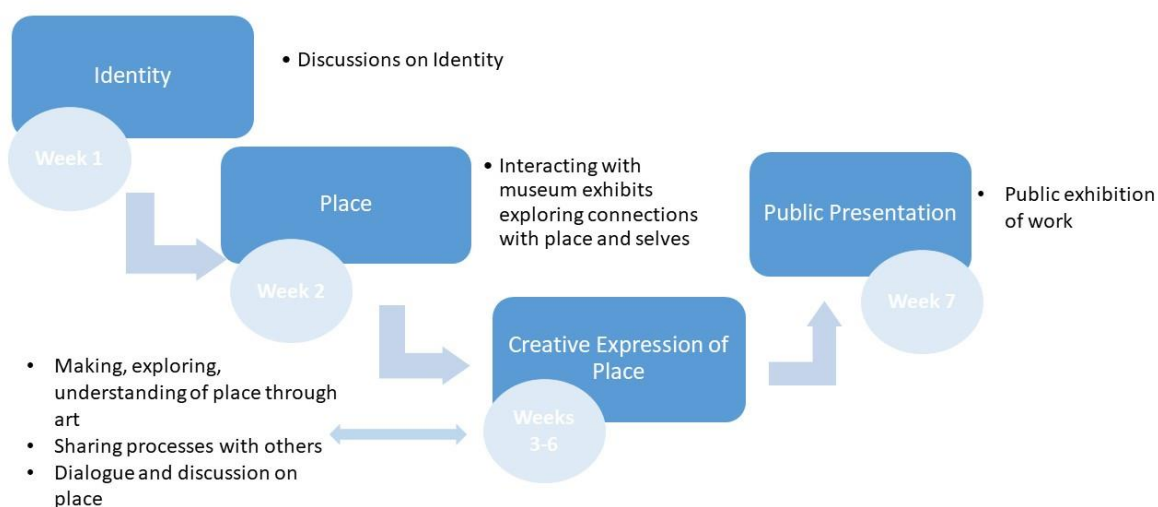 Identity
• Discussions on Identity
Week 1
Place
• Interacting with
museum exhibits
exploring connections
with place and selves
Week 2
Public Presentation
• Public exhibition
of work
Week 7
Creative Expression of
Place
Weeks
3-6
• Making, exploring,
understanding of place through
art
• Sharing processes with others
• Dialogue and discussion on
place